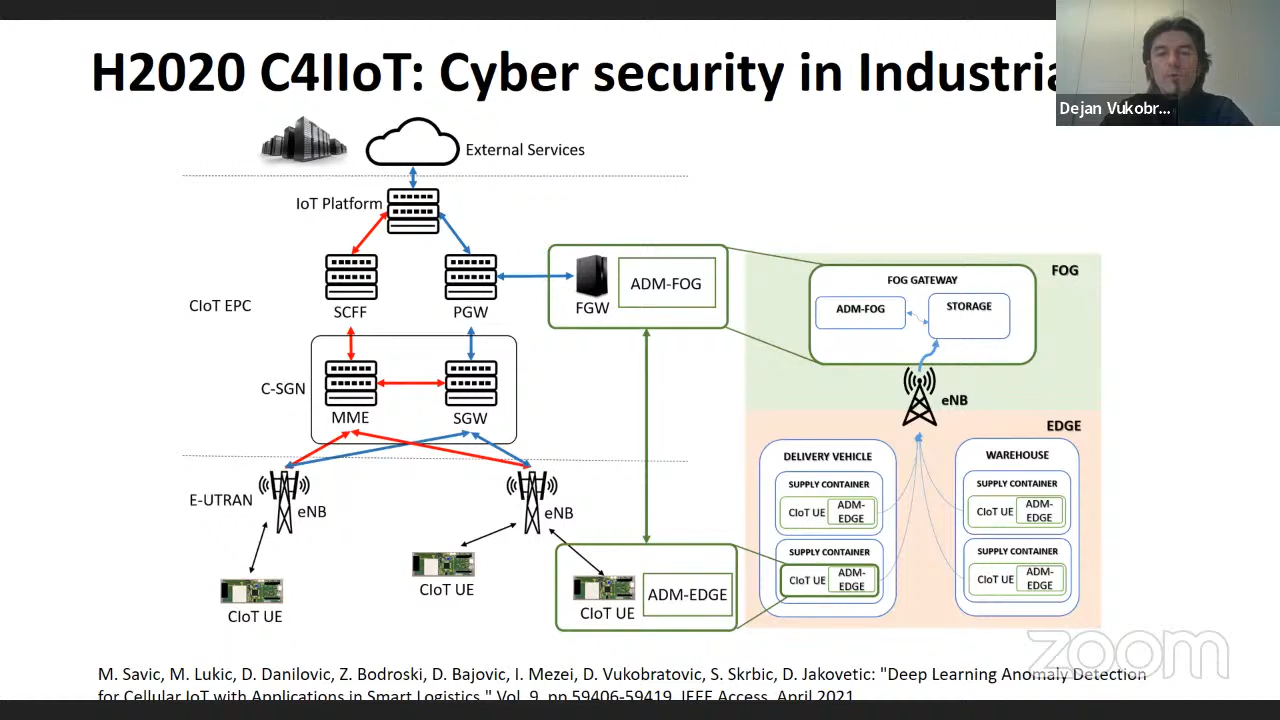 H2020 C4IIoT: Cyber security in Industria
Dejan Vukobr...
External Services
IoT Platform
CIoT EPC
SCFF
PGW
FGW
ADM-FOG
C-SGN
MME
SGW
E-UTRAN
eNB
eNB
CIoT UE
CIoT UE
CIoT UE
ADM-EDGE
FOG
FOG GATEWAY
ADM-FOG
STORAGE
eNB
EDGE
DELIVERY VEHICLE
SUPPLY CONTAINER
CIoT UE
ADM-
EDGE
SUPPLY CONTAINER
CIoT UE
ADM-
EDGE
WAREHOUSE
SUPPLY CONTAINER
CIoT UE
ADM-
EDGE
SUPPLY CONTAINER
CIoT UE
ADM-
EDGE
zoom
M. Savic, M. Lukic, D. Danilovic, Z. Bodroski, D. Bajovic, I. Mezei, D. Vukobratovic, S. Skrbic, D. Jakovetic: "Deep Learning Anomaly Detection
for Cellular IoT with Applications in Smart Logistics," Vol. 9, pp 59406-59419, IEEE Access, April 2021